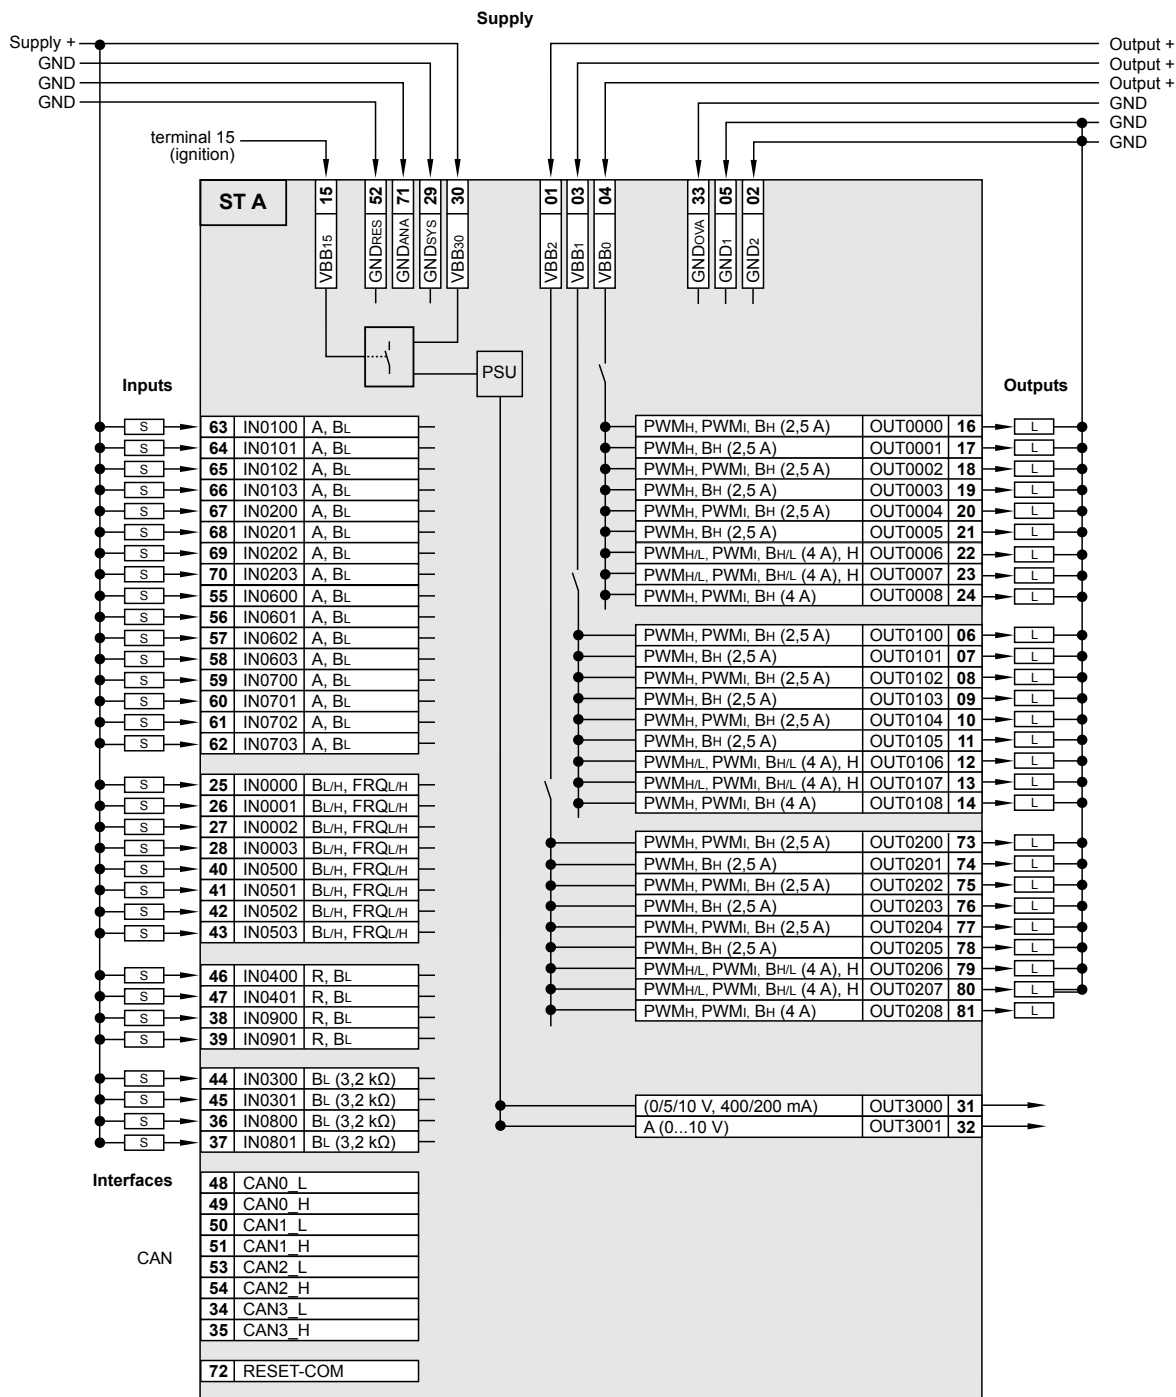 Supply
Supply +
GND
GND
GND
Output +
Output +
Output +
GND
GND
GND
terminal 15
(ignition)
ST A
15 VBB15
52 GNDRES
71 GNDANA
29 GNDSYS
30 VBB30
01 VBB2
03 VBB1
04 VBB0
33 GNDOVA
05 GND1
02 GND2
PSU
Inputs
S 63 IN0100 A, BL
S 64 IN0101 A, BL
S 65 IN0102 A, BL
S 66 IN0103 A, BL
S 67 IN0200 A, BL
S 68 IN0201 A, BL
S 69 IN0202 A, BL
S 70 IN0203 A, BL
S 55 IN0600 A, BL
S 56 IN0601 A, BL
S 57 IN0602 A, BL
S 58 IN0603 A, BL
S 59 IN0700 A, BL
S 60 IN0701 A, BL
S 61 IN0702 A, BL
S 62 IN0703 A, BL
S 25 IN0000 BL/H, FRQL/H
S 26 IN0001 BL/H, FRQL/H
S 27 IN0002 BL/H, FRQL/H
S 28 IN0003 BL/H, FRQL/H
S 40 IN0500 BL/H, FRQL/H
S 41 IN0501 BL/H, FRQL/H
S 42 IN0502 BL/H, FRQL/H
S 43 IN0503 BL/H, FRQL/H
S 46 IN0400 R, BL
S 47 IN0401 R, BL
S 38 IN0900 R, BL
S 39 IN0901 R, BL
S 44 IN0300 BL (3,2 kΩ)
S 45 IN0301 BL (3,2 kΩ)
S 36 IN0800 BL (3,2 kΩ)
S 37 IN0801 BL (3,2 kΩ)
Interfaces
CAN
48 CAN0_L
49 CAN0_H
50 CAN1_L
51 CAN1_H
53 CAN2_L
54 CAN2_H
34 CAN3_L
35 CAN3_H
72 RESET-COM
Outputs
PWMH, PWMI, BH (2,5 A) OUT0000 16 L
PWMH, BH (2,5 A) OUT0001 17 L
PWMH, PWMI, BH (2,5 A) OUT0002 18 L
PWMH, BH (2,5 A) OUT0003 19 L
PWMH, PWMI, BH (2,5 A) OUT0004 20 L
PWMH, BH (2,5 A) OUT0005 21 L
PWMH/L, PWMI, BH/L (4 A), H OUT0006 22 L
PWMH/L, PWMI, BH/L (4 A), H OUT0007 23 L
PWMH, PWMI, BH (4 A) OUT0008 24 L
PWMH, PWMI, BH (2,5 A) OUT0100 06 L
PWMH, BH (2,5 A) OUT0101 07 L
PWMH, PWMI, BH (2,5 A) OUT0102 08 L
PWMH, BH (2,5 A) OUT0103 09 L
PWMH, PWMI, BH (2,5 A) OUT0104 10 L
PWMH, BH (2,5 A) OUT0105 11 L
PWMH/L, PWMI, BH/L (4 A), H OUT0106 12 L
PWMH/L, PWMI, BH/L (4 A), H OUT0107 13 L
PWMH, PWMI, BH (4 A) OUT0108 14 L
PWMH, PWMI, BH (2,5 A) OUT0200 73 L
PWMH, BH (2,5 A) OUT0201 74 L
PWMH, PWMI, BH (2,5 A) OUT0202 75 L
PWMH, BH (2,5 A) OUT0203 76 L
PWMH, PWMI, BH (2,5 A) OUT0204 77 L
PWMH, BH (2,5 A) OUT0205 78 L
PWMH/L, PWMI, BH/L (4 A), H OUT0206 79 L
PWMH/L, PWMI, BH/L (4 A), H OUT0207 80 L
PWMH, PWMI, BH (4 A) OUT0208 81 L
(0/5/10 V, 400/200 mA) OUT3000 31
A (0...10 V) OUT3001 32